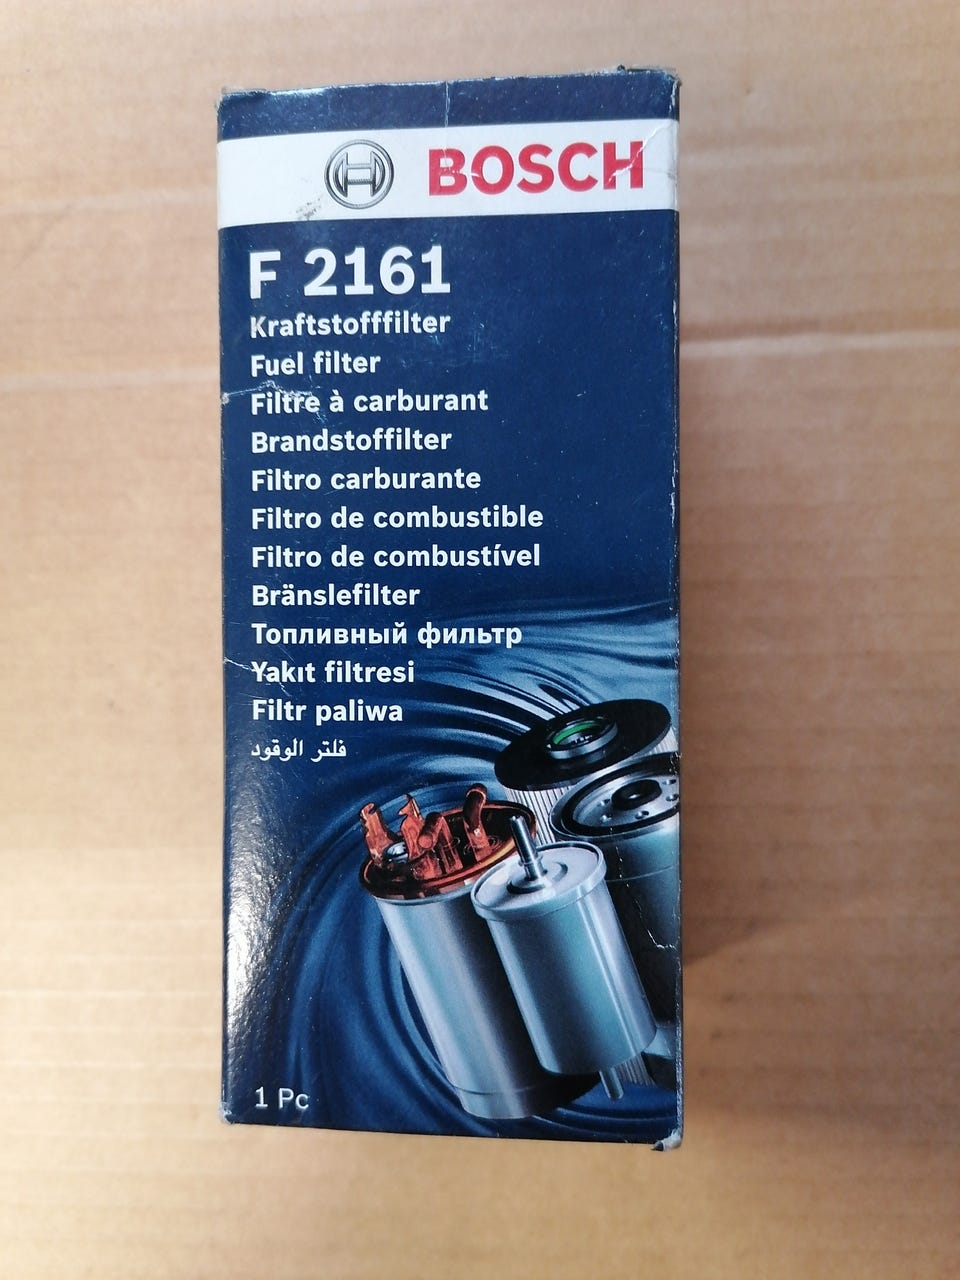 BOSCH
F 2161
Kraftstofffilter
Fuel filter
Filtre à carburant
Brandstoffilter
Filtro carburante
Filtro de combustible
Filtro de combustível
Bränslefilter
Топливный фильтр
Yakıt filtresi
Filtr paliwa
فلتر الوقود
1 Pc